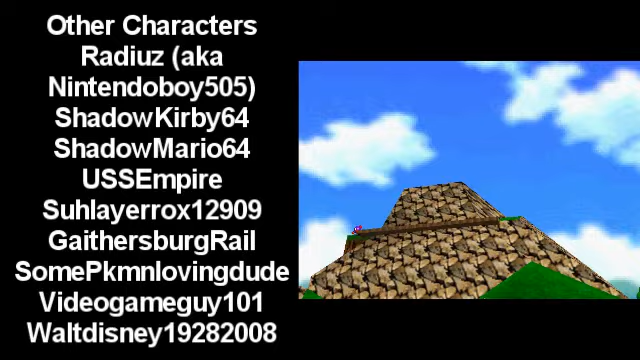 Other Characters
Radiuz (aka
Nintendoboy505)
ShadowKirby64
ShadowMario64
USSEmpire
Suhlayerrox12909
GaithersburgRail
SomePkmnlovingdude
Videogameguy101
Waltdisney19282008